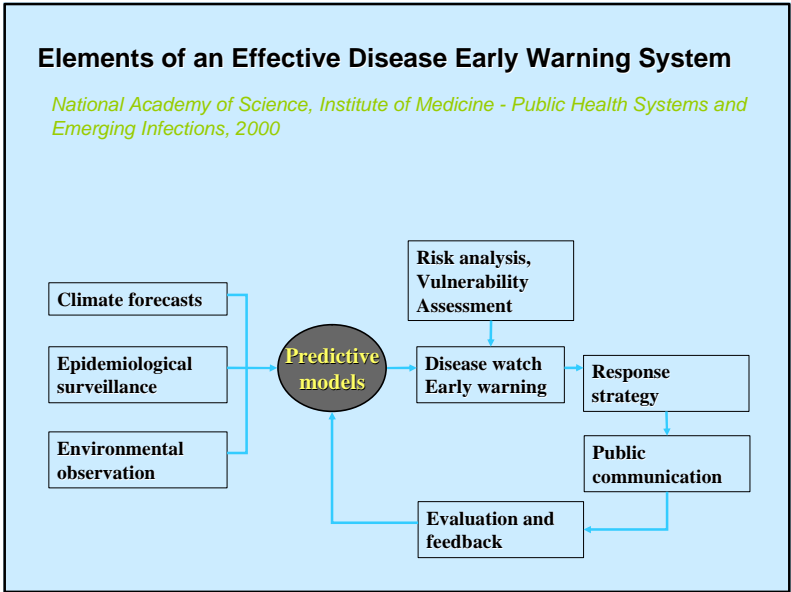 Elements of an Effective Disease Early Warning System
National Academy of Science, Institute of Medicine - Public Health Systems and
Emerging Infections, 2000
Risk analysis,
Vulnerability
Assessment
Climate forecasts
Epidemiological
surveillance
Predictive
models
Disease watch
Early warning
Response
strategy
Environmental
observation
Public
communication
Evaluation and
feedback